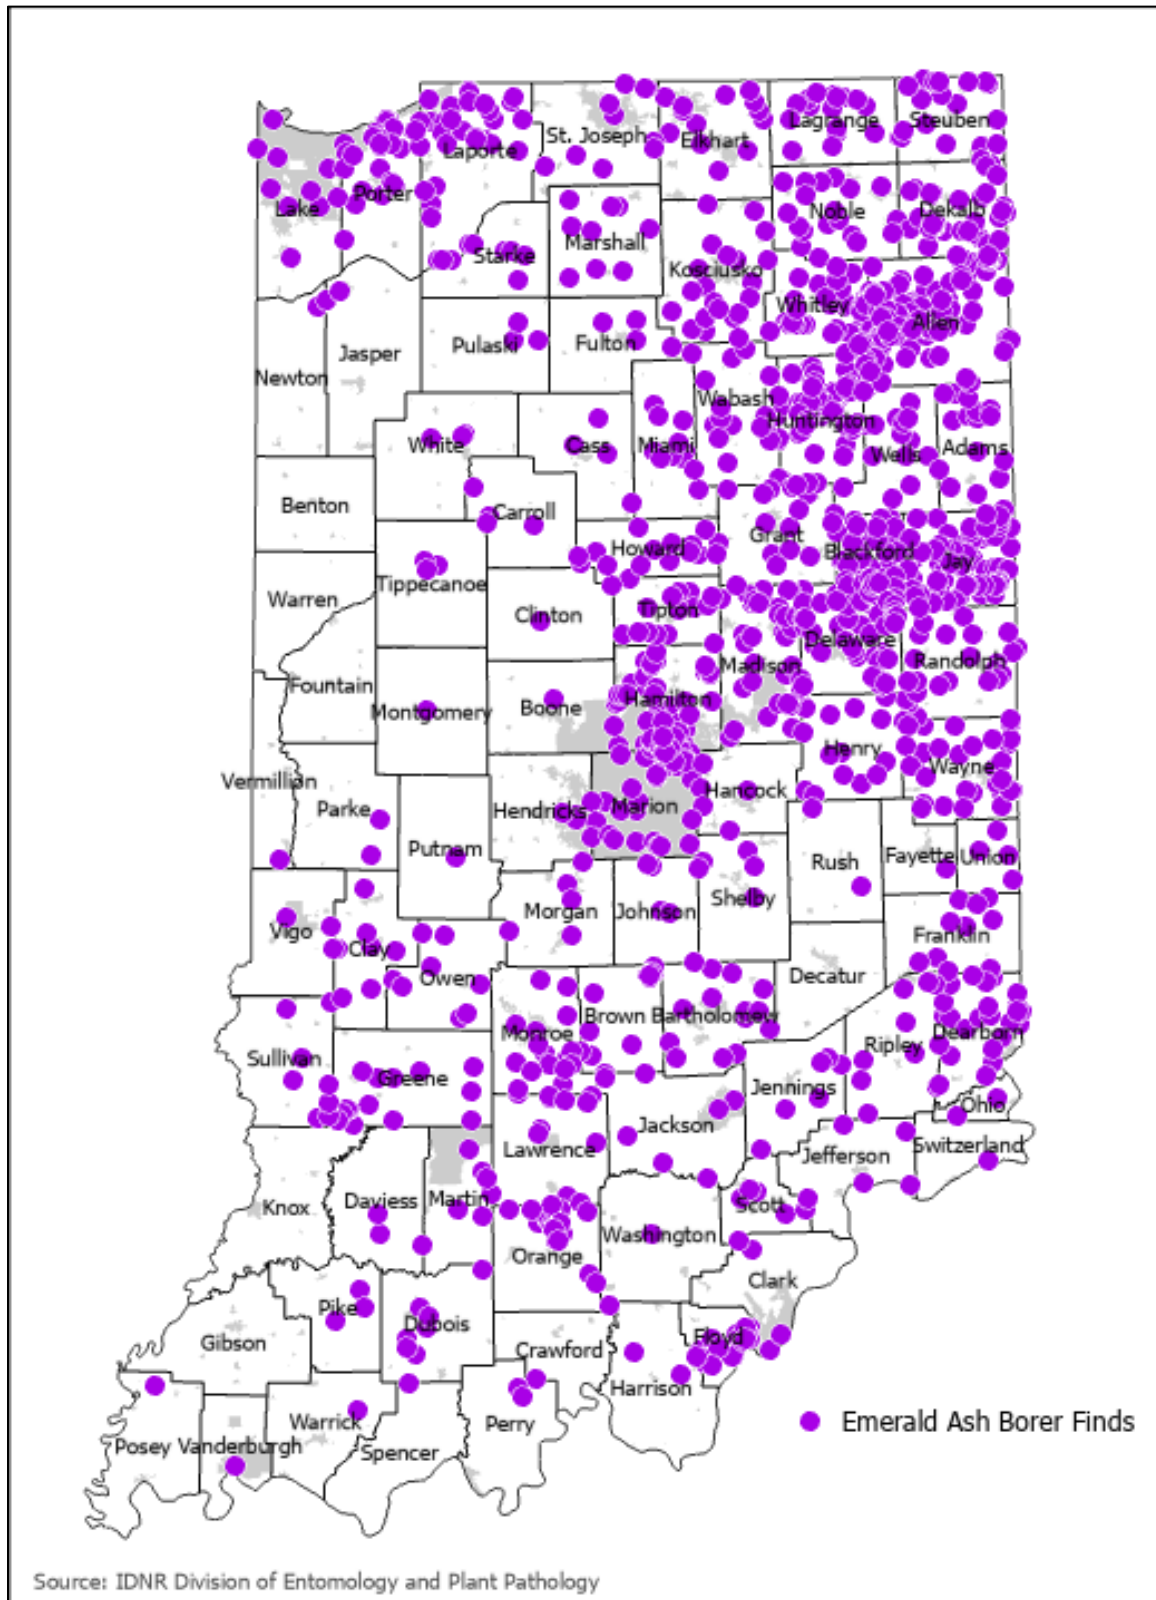 St. Joseph
Elkhart
Lagrange
Steuben
Laporte
Lake
Porter
Noble
Dekalb
Starke
Marshall
Kosciusko
Whitley
Allen
Pulaski
Fulton
Jasper
Newton
Wabash
Huntington
White
Cass
Miami
Wells
Adams
Benton
Carroll
Grant
Howard
Blackford
Jay
Tippecanoe
Warren
Clinton
Tipton
Delaware
Madison
Randolph
Fountain
Montgomery
Boone
Hamilton
Henry
Wayne
Vermillion
Parke
Hendricks
Marion
Hancock
Putnam
Rush
Fayette
Union
Shelby
Vigo
Clay
Morgan
Johnson
Franklin
Owen
Decatur
Brown
Bartholomew
Monroe
Dearborn
Ripley
Sullivan
Greene
Jennings
Ohio
Jackson
Lawrence
Jefferson
Switzerland
Knox
Daviess
Martin
Scott
Orange
Washington
Clark
Pike
Dubois
Gibson
Crawford
Floyd
Harrison
Warrick
Perry
Posey
Vanderburgh
Spencer
Emerald Ash Borer Finds
Source: IDNR Division of Entomology and Plant Pathology